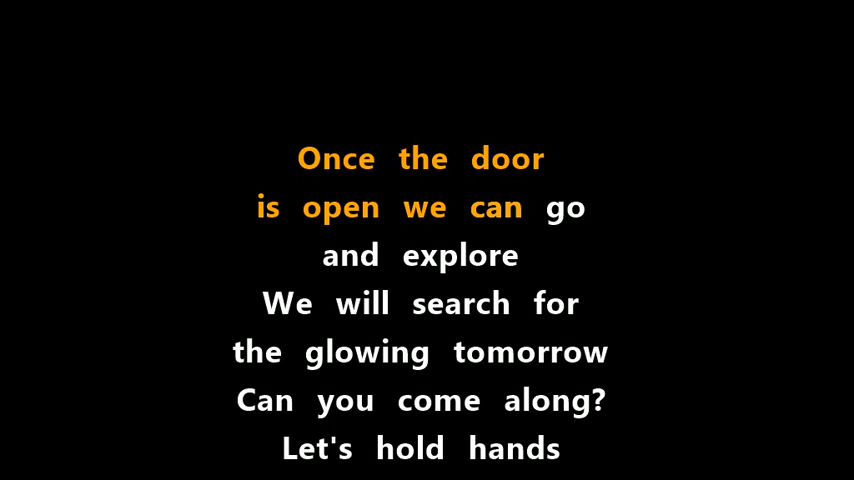 Once the door
is open we can go
and explore
We will search for
the glowing tomorrow
Can you come along?
Let's hold hands